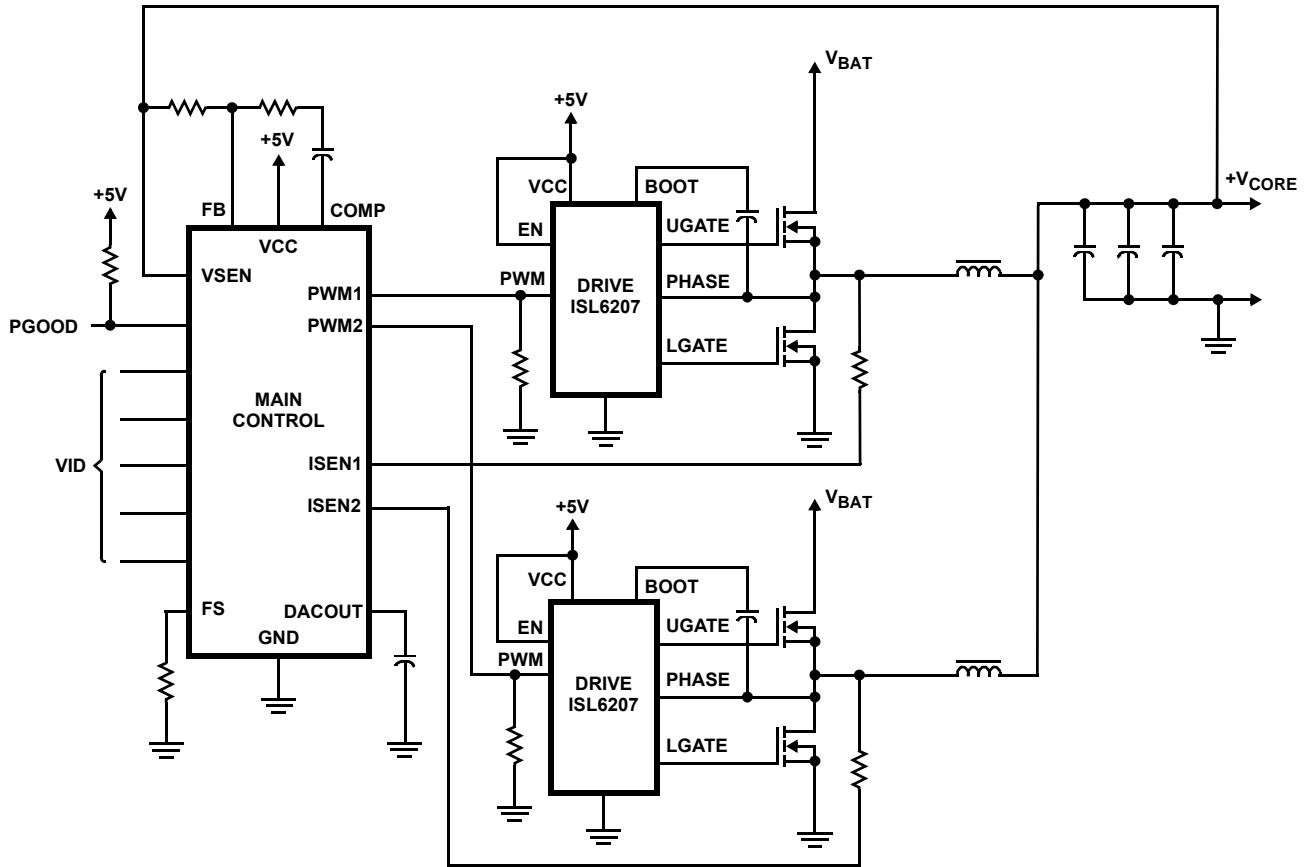 V_BAT
+5V
+5V
+5V
+V_CORE
VCC
BOOT
FB
COMP
VCC
EN
UGATE
VSEN
PWM
DRIVE
ISL6207
PHASE
PWM1
PGOOD
PWM2
LGATE
MAIN
CONTROL
VID
ISEN1
ISEN2
V_BAT
+5V
VCC
BOOT
FS
DACOUT
EN
UGATE
GND
PWM
DRIVE
ISL6207
PHASE
LGATE